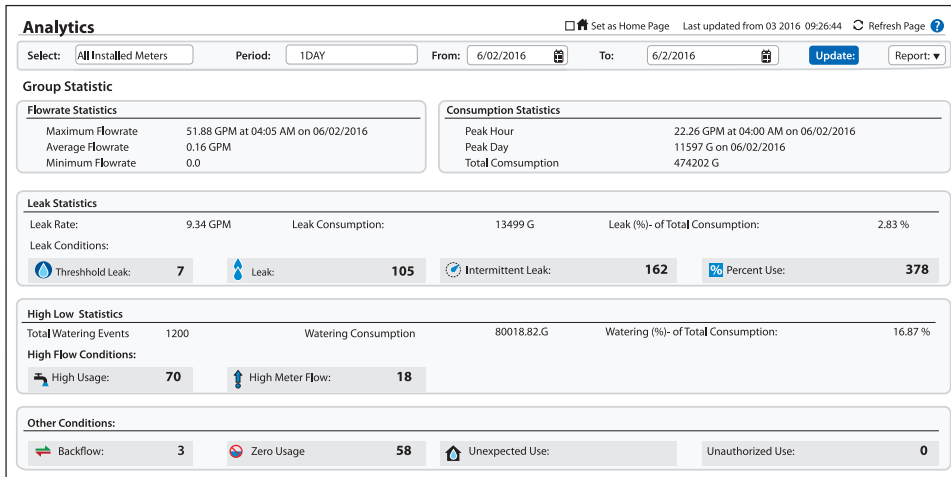 Analytics
Set as Home Page Last updated from 03 2016 09:26:44 Refresh Page ?
Select: All Installed Meters Period: 1DAY From: 6/02/2016 To: 6/2/2016 Update: Report: ▼
Group Statistic
Flowrate Statistics
Maximum Flowrate 51.88 GPM at 04:05 AM on 06/02/2016
Average Flowrate 0.16 GPM
Minimum Flowrate 0.0
Consumption Statistics
Peak Hour 22.26 GPM at 04:00 AM on 06/02/2016
Peak Day 11597 G on 06/02/2016
Total Comsumption 474202 G
Leak Statistics
Leak Rate: 9.34 GPM Leak Consumption: 13499 G Leak (%)- of Total Consumption: 2.83 %
Leak Conditions:
Threshhold Leak: 7 Leak: 105 Intermittent Leak: 162 % Percent Use: 378
High Low Statistics
Total Watering Events 1200 Watering Consumption 80018.82.G Watering (%)- of Total Consumption: 16.87 %
High Flow Conditions:
High Usage: 70 High Meter Flow: 18
Other Conditions:
Backflow: 3 Zero Usage 58 Unexpected Use: Unauthorized Use: 0